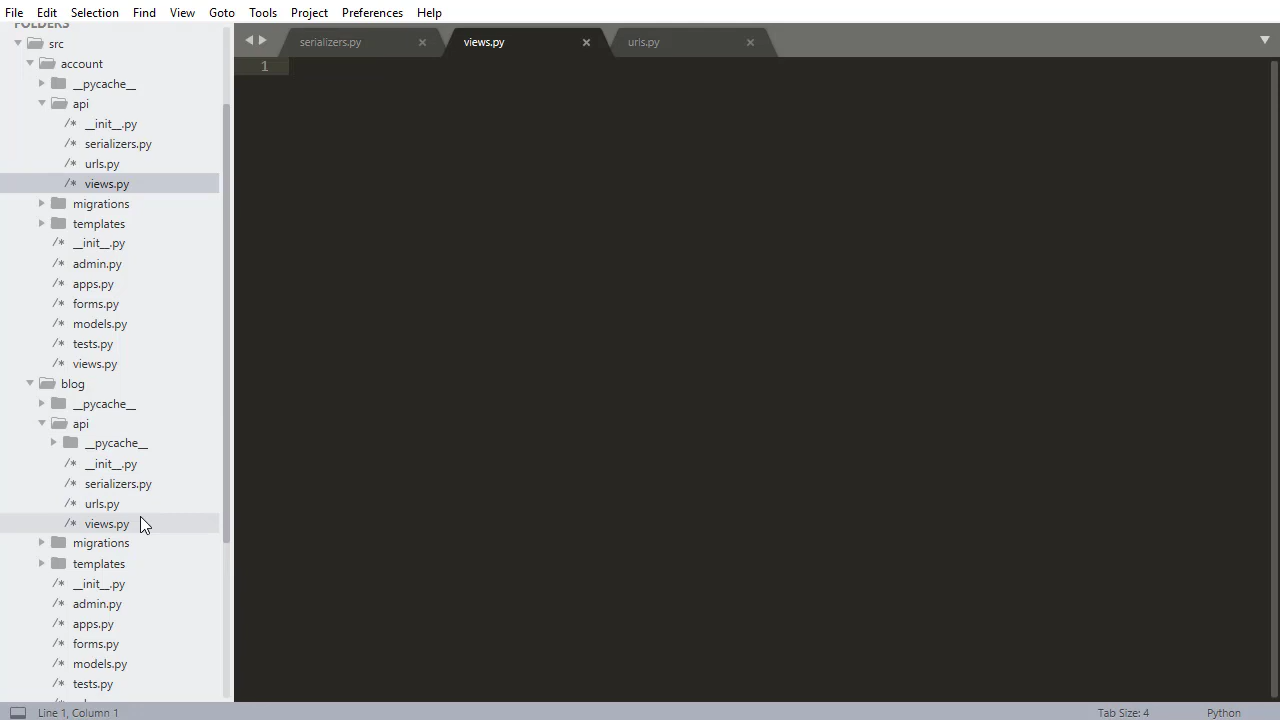 File Edit Selection Find View Goto Tools Project Preferences Help
FOLDERS
src
account
__pycache__
api
/* __init__.py
/* serializers.py
/* urls.py
/* views.py
migrations
templates
/* __init__.py
/* admin.py
/* apps.py
/* forms.py
/* models.py
/* tests.py
/* views.py
blog
__pycache__
api
__pycache__
/* __init__.py
/* serializers.py
/* urls.py
/* views.py
migrations
templates
/* __init__.py
/* admin.py
/* apps.py
/* forms.py
/* models.py
/* tests.py
serializers.py × views.py × urls.py ×
1
Line 1, Column 1
Tab Size: 4 Python